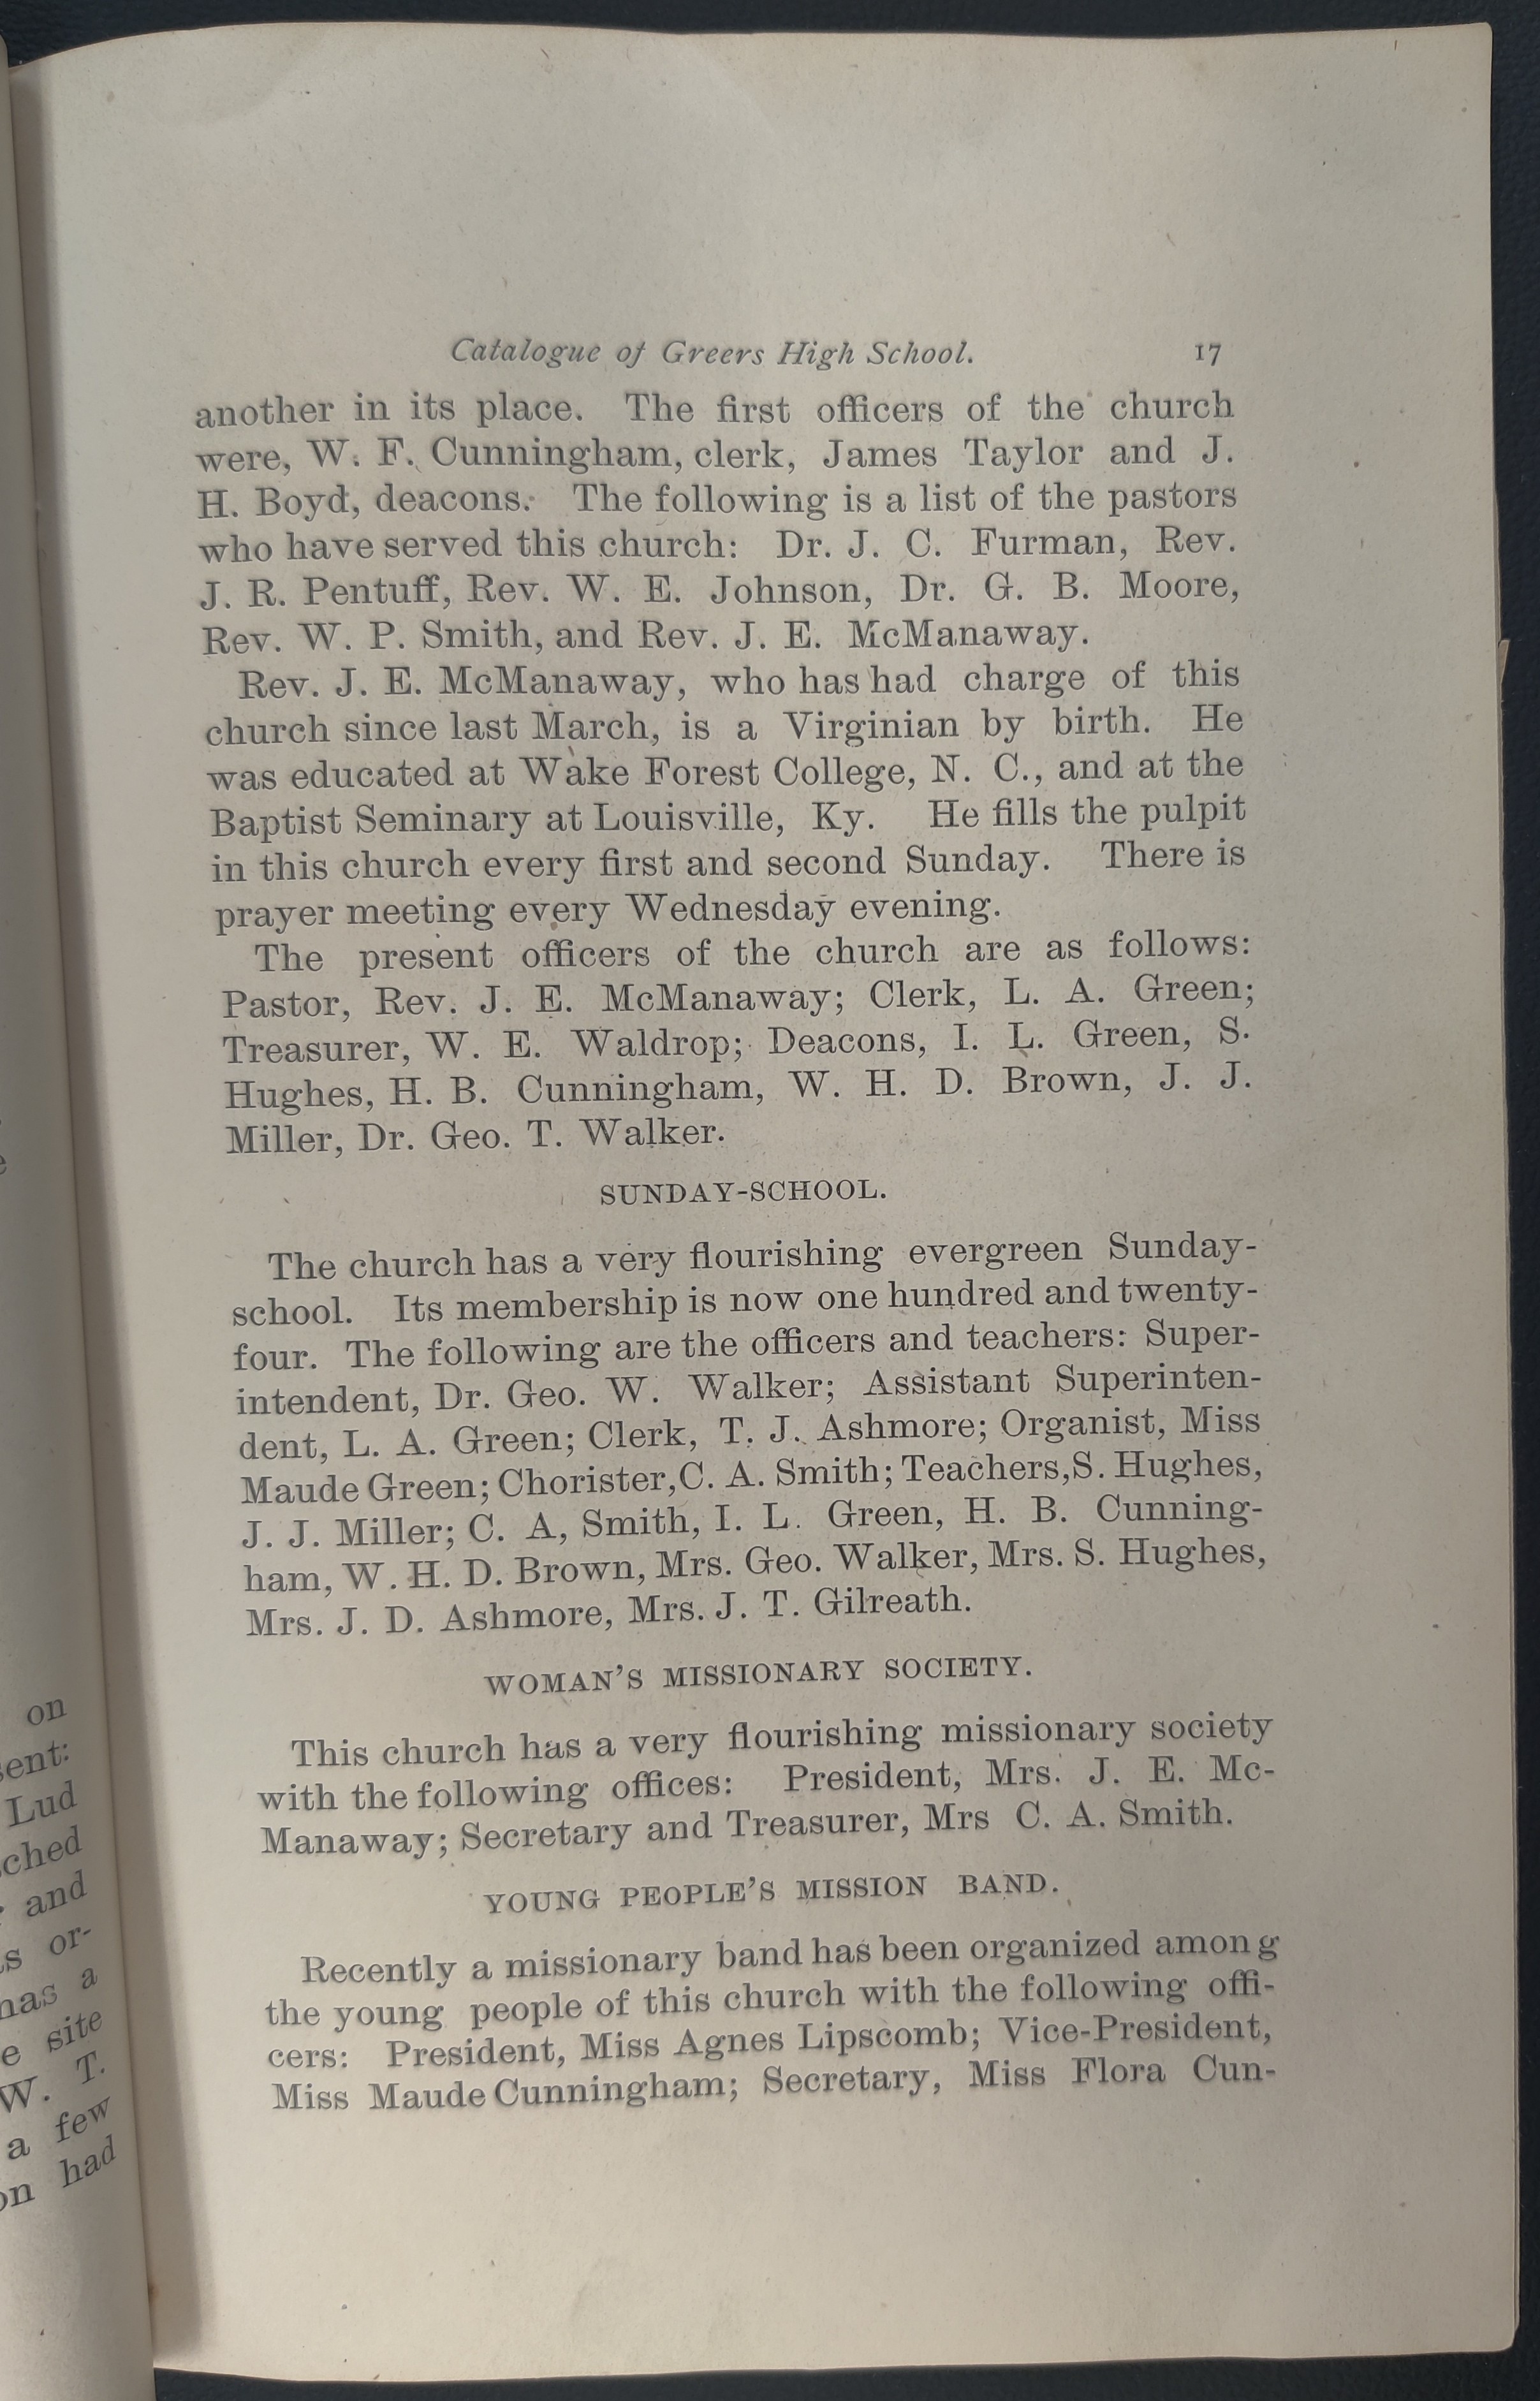 Catalogue of Greers High School. 17
another in its place. The first officers of the church
were, W. F. Cunningham, clerk, James Taylor and J.
H. Boyd, deacons. The following is a list of the pastors
who have served this church: Dr. J. C. Furman, Rev.
J. R. Pentuff, Rev. W. E. Johnson, Dr. G. B. Moore,
Rev. W. P. Smith, and Rev. J. E. McManaway.
Rev. J. E. McManaway, who has had charge of this
church since last March, is a Virginian by birth. He
was educated at Wake Forest College, N. C., and at the
Baptist Seminary at Louisville, Ky. He fills the pulpit
in this church every first and second Sunday. There is
prayer meeting every Wednesday evening.
The present officers of the church are as follows:
Pastor, Rev. J. E. McManaway; Clerk, L. A. Green;
Treasurer, W. E. Waldrop; Deacons, I. L. Green, S.
Hughes, H. B. Cunningham, W. H. D. Brown, J. J.
Miller, Dr. Geo. T. Walker.
SUNDAY-SCHOOL.
The church has a very flourishing evergreen Sunday-
school. Its membership is now one hundred and twenty-
four. The following are the officers and teachers: Super-
intendent, Dr. Geo. W. Walker; Assistant Superinten-
dent, L. A. Green; Clerk, T. J. Ashmore; Organist, Miss
Maude Green; Chorister, C. A. Smith; Teachers, S. Hughes,
J. J. Miller; C. A, Smith, I. L. Green, H. B. Cunning-
ham, W. H. D. Brown, Mrs. Geo. Walker, Mrs. S. Hughes,
Mrs. J. D. Ashmore, Mrs. J. T. Gilreath.
WOMAN'S MISSIONARY SOCIETY.
This church has a very flourishing missionary society
with the following offices: President, Mrs. J. E. Mc-
Manaway; Secretary and Treasurer, Mrs C. A. Smith.
YOUNG PEOPLE'S MISSION BAND.
Recently a missionary band has been organized among
the young people of this church with the following offi-
cers: President, Miss Agnes Lipscomb; Vice-President,
Miss Maude Cunningham; Secretary, Miss Flora Cun-
on
Lud
and
or-
a
site
W. T.
a few
had